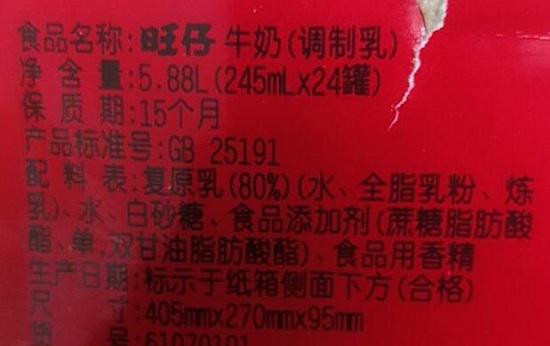 食品名称:旺仔牛奶(调制乳)
净含量:5.88L(245mLx24罐)
保质期:15个月
产品标准号:GB 25191
配料表:复原乳(80%)(水、全脂乳粉、炼
乳)、水、白砂糖、食品添加剂(蔗糖脂肪酸
酯,单,双甘油脂肪酸酯)、食品用香精
生产日期:标示于纸箱侧面下方(合格)
尺寸:405mmx270mmx95mm
货号:61070101